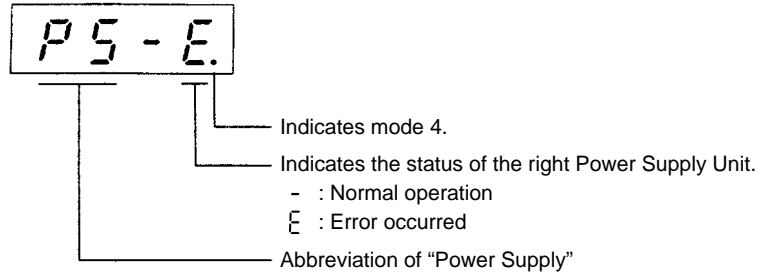 PS-E.
Indicates mode 4.
Indicates the status of the right Power Supply Unit.
- : Normal operation
E : Error occurred
Abbreviation of “Power Supply”